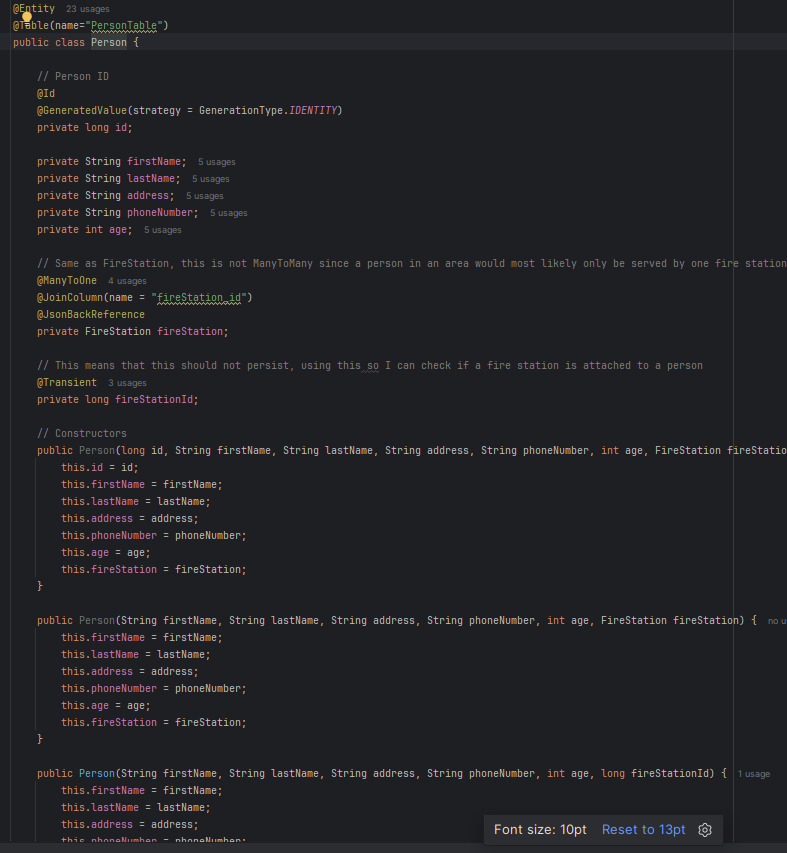 @Entity 23 usages
@Table(name="PersonTable")
public class Person {
// Person ID
@Id
@GeneratedValue(strategy = GenerationType.IDENTITY)
private long id;
private String firstName; 5 usages
private String lastName; 5 usages
private String address; 5 usages
private String phoneNumber; 5 usages
private int age; 5 usages
// Same as FireStation, this is not ManyToMany since a person in an area would most likely only be served by one fire station
@ManyToOne 4 usages
@JoinColumn(name = "fireStation_id")
@JsonBackReference
private FireStation fireStation;
// This means that this should not persist, using this so I can check if a fire station is attached to a person
@Transient 3 usages
private long fireStationId;
// Constructors
public Person(long id, String firstName, String lastName, String address, String phoneNumber, int age, FireStation fireStatio
this.id = id;
this.firstName = firstName;
this.lastName = lastName;
this.address = address;
this.phoneNumber = phoneNumber;
this.age = age;
this.fireStation = fireStation;
}
public Person(String firstName, String lastName, String address, String phoneNumber, int age, FireStation fireStation) { no u
this.firstName = firstName;
this.lastName = lastName;
this.address = address;
this.phoneNumber = phoneNumber;
this.age = age;
this.fireStation = fireStation;
}
public Person(String firstName, String lastName, String address, String phoneNumber, int age, long fireStationId) { 1 usage
this.firstName = firstName;
this.lastName = lastName;
this.address = address;
this.phoneNumber = phoneNumber;
Font size: 10pt Reset to 13pt